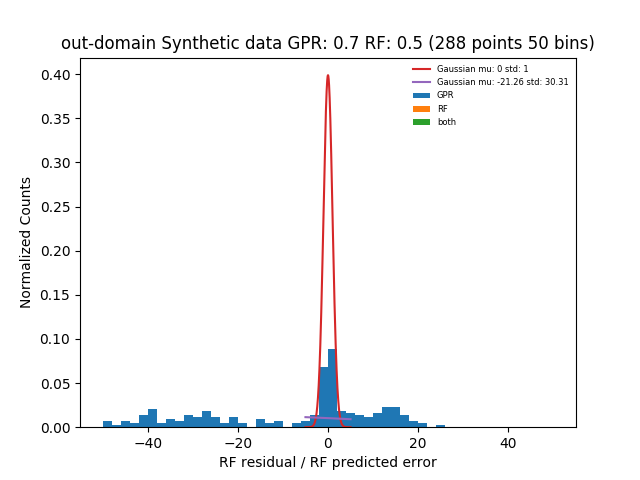 out-domain Synthetic data GPR: 0.7 RF: 0.5 (288 points 50 bins)
Gaussian mu: 0 std: 1
Gaussian mu: -21.26 std: 30.31
GPR
RF
both
Normalized Counts
0.40
0.35
0.30
0.25
0.20
0.15
0.10
0.05
0.00
−40 −20 0 20 40
RF residual / RF predicted error